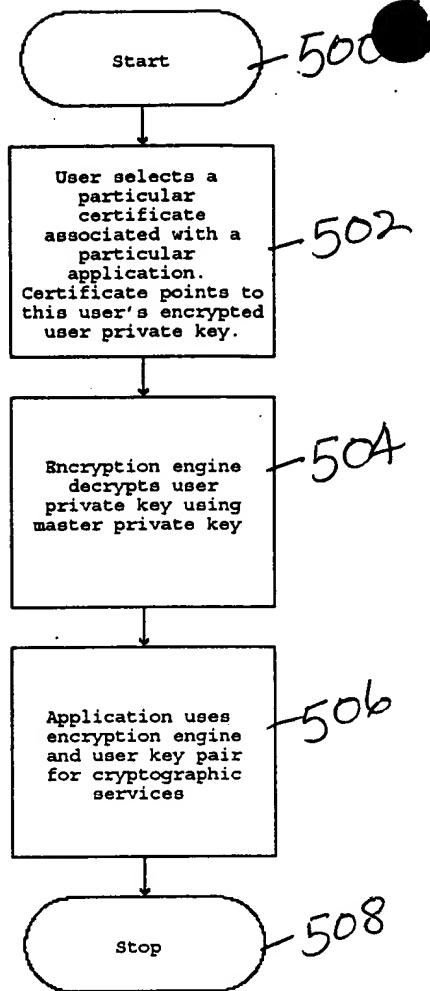 Start
500
User selects a
particular
certificate
associated with a
particular
application.
Certificate points to
this user's encrypted
user private key.
502
Encryption engine
decrypts user
private key using
master private key
504
Application uses
encryption engine
and user key pair
for cryptographic
services
506
Stop
508